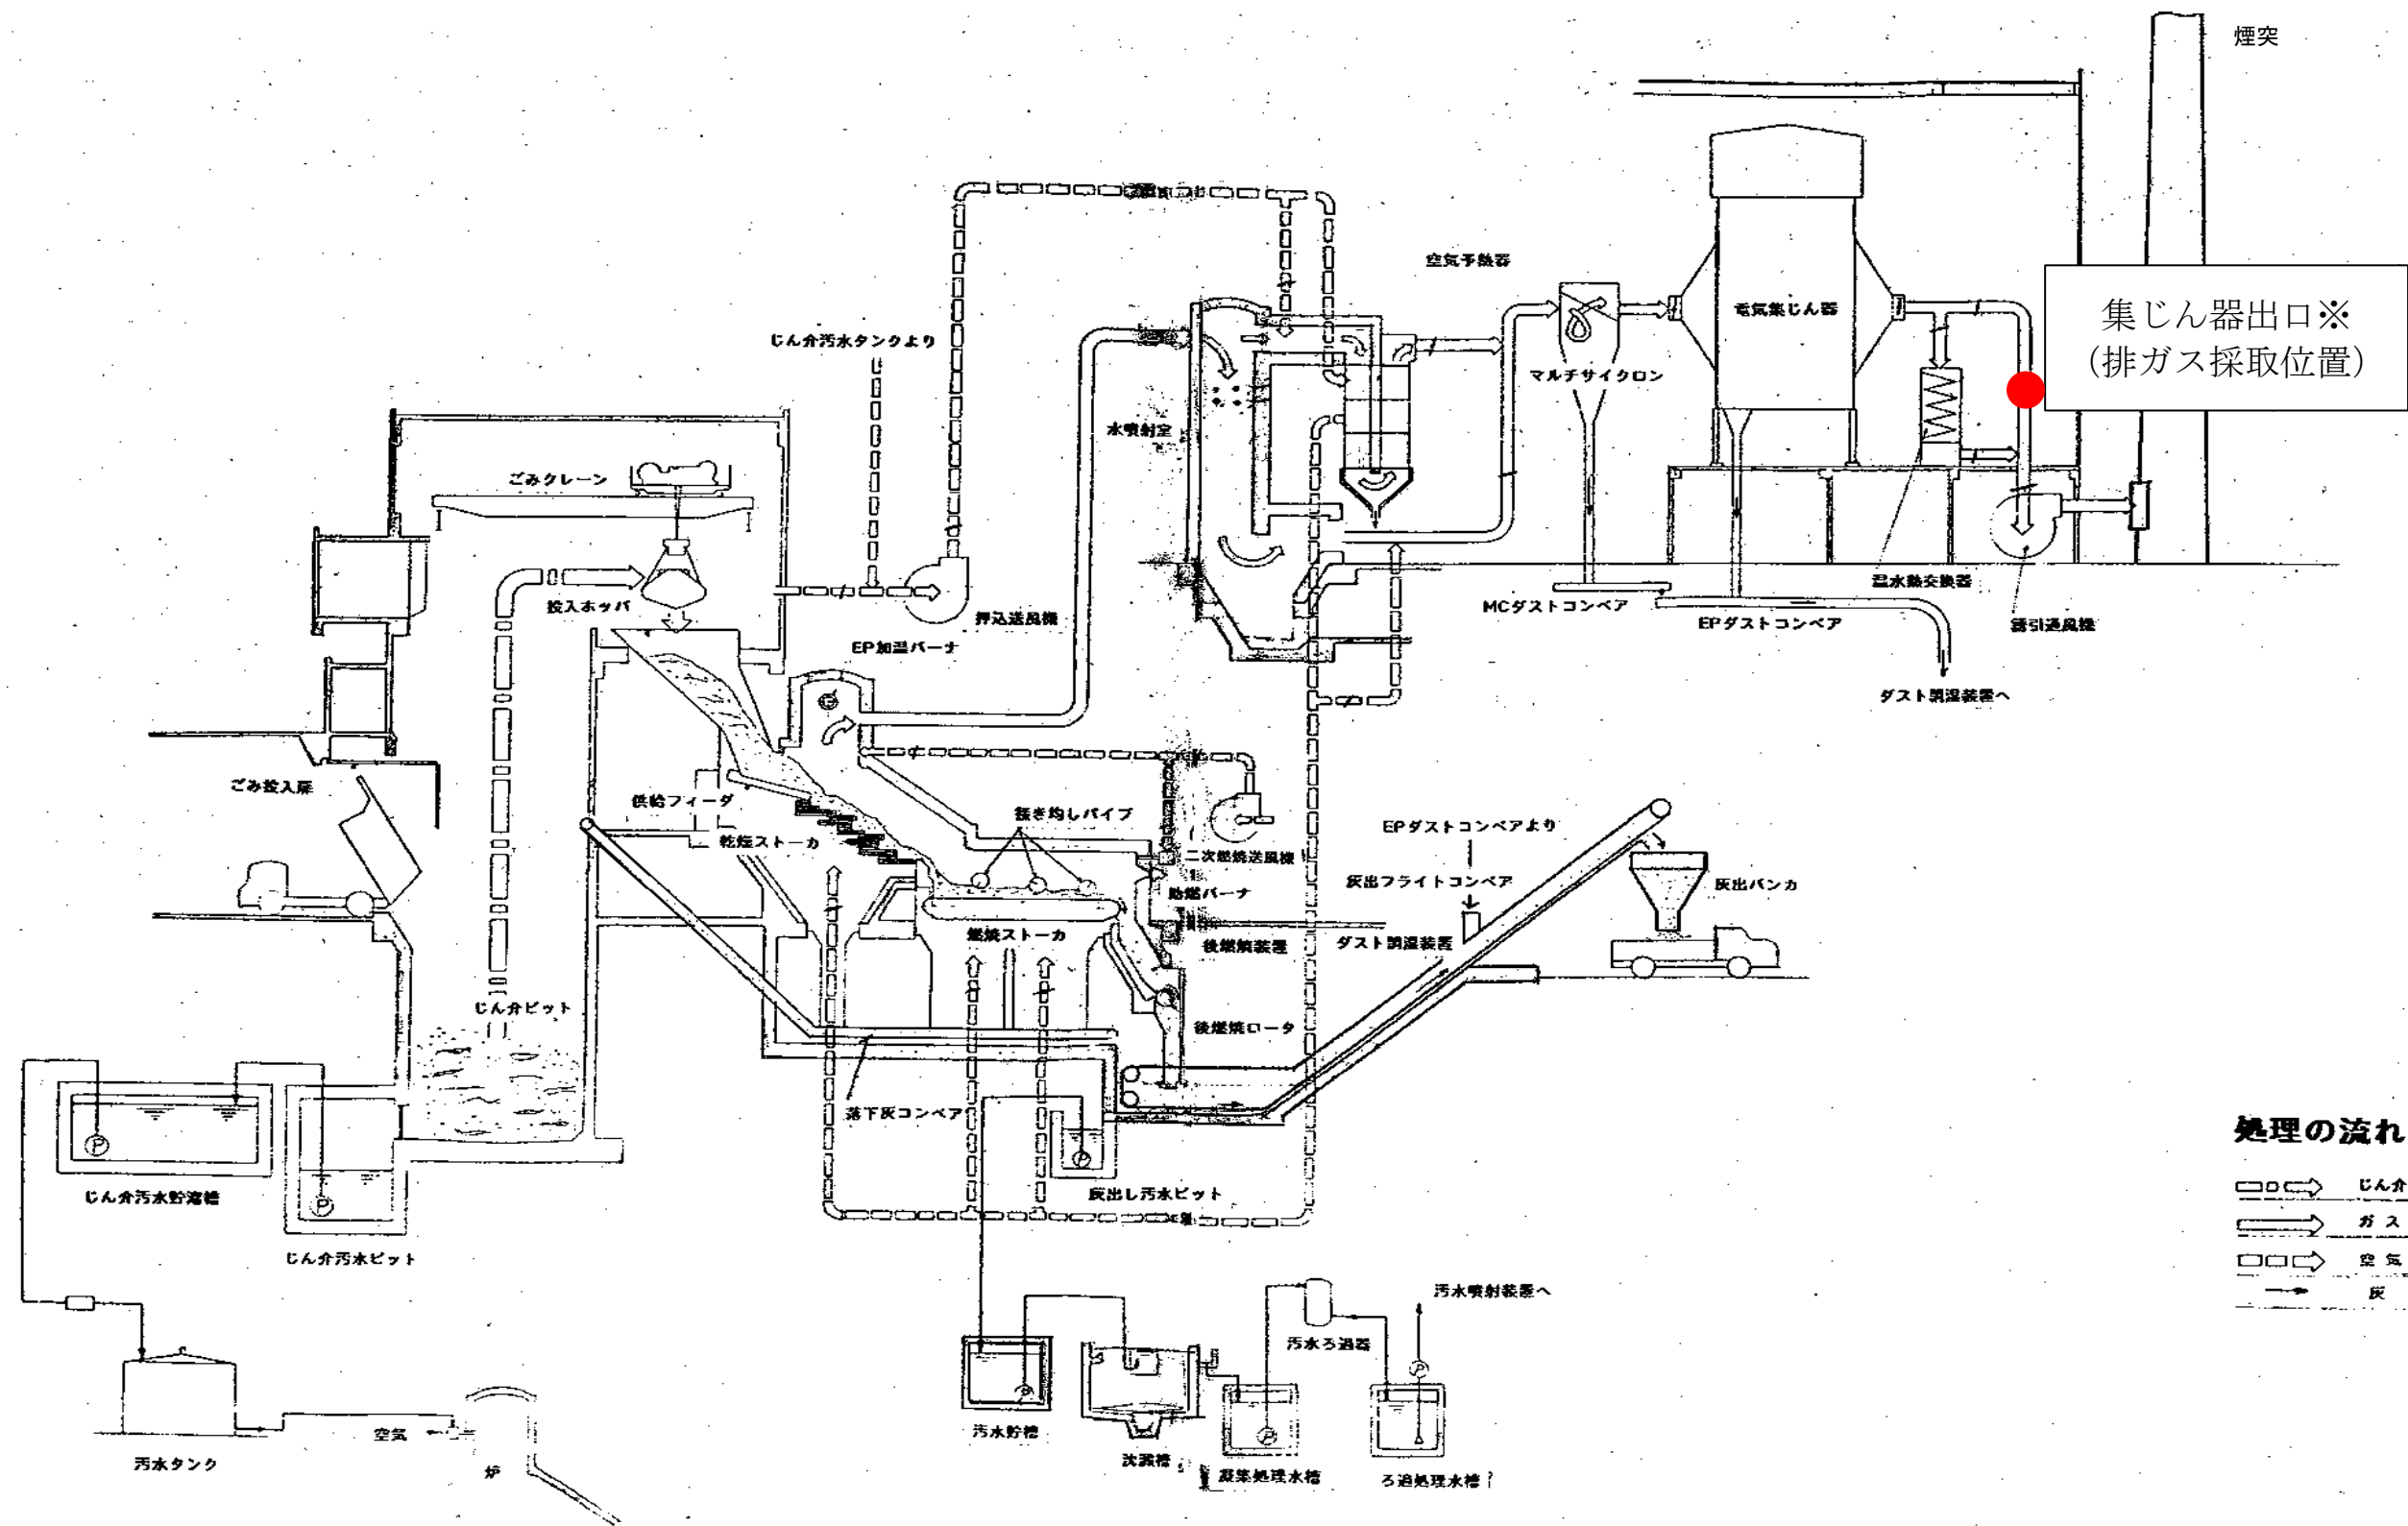 煙突
空気予熱器
電気集じん器
集じん器出口※
(排ガス採取位置)
じん介汚水タンクより
マルチサイクロン
水噴射室
ごみクレーン
投入ホッパ
押込送風機
MCダストコンベア
EPダストコンベア
温水熱交換器
誘引通風機
EP加温バーナ
ダスト調湿装置へ
ごみ投入扉
供給フィーダ
掻き均しパイプ
乾燥ストーカ
二次燃焼送風機
EPダストコンベアより
助燃バーナ
灰出フライトコンベア
灰出バンカ
燃焼ストーカ
後燃焼装置
ダスト調湿装置
じん介ピット
後燃焼ロータ
落下灰コンベア
処理の流れ
じん介汚水貯溜槽
灰出し汚水ピット
じん介
ガス
じん介汚水ピット
空気
灰
汚水噴射装置へ
汚水ろ過器
P
P
P
P
P
P
汚水タンク
空気
炉
汚水貯槽
沈澱槽
凝集処理水槽
ろ過処理水槽